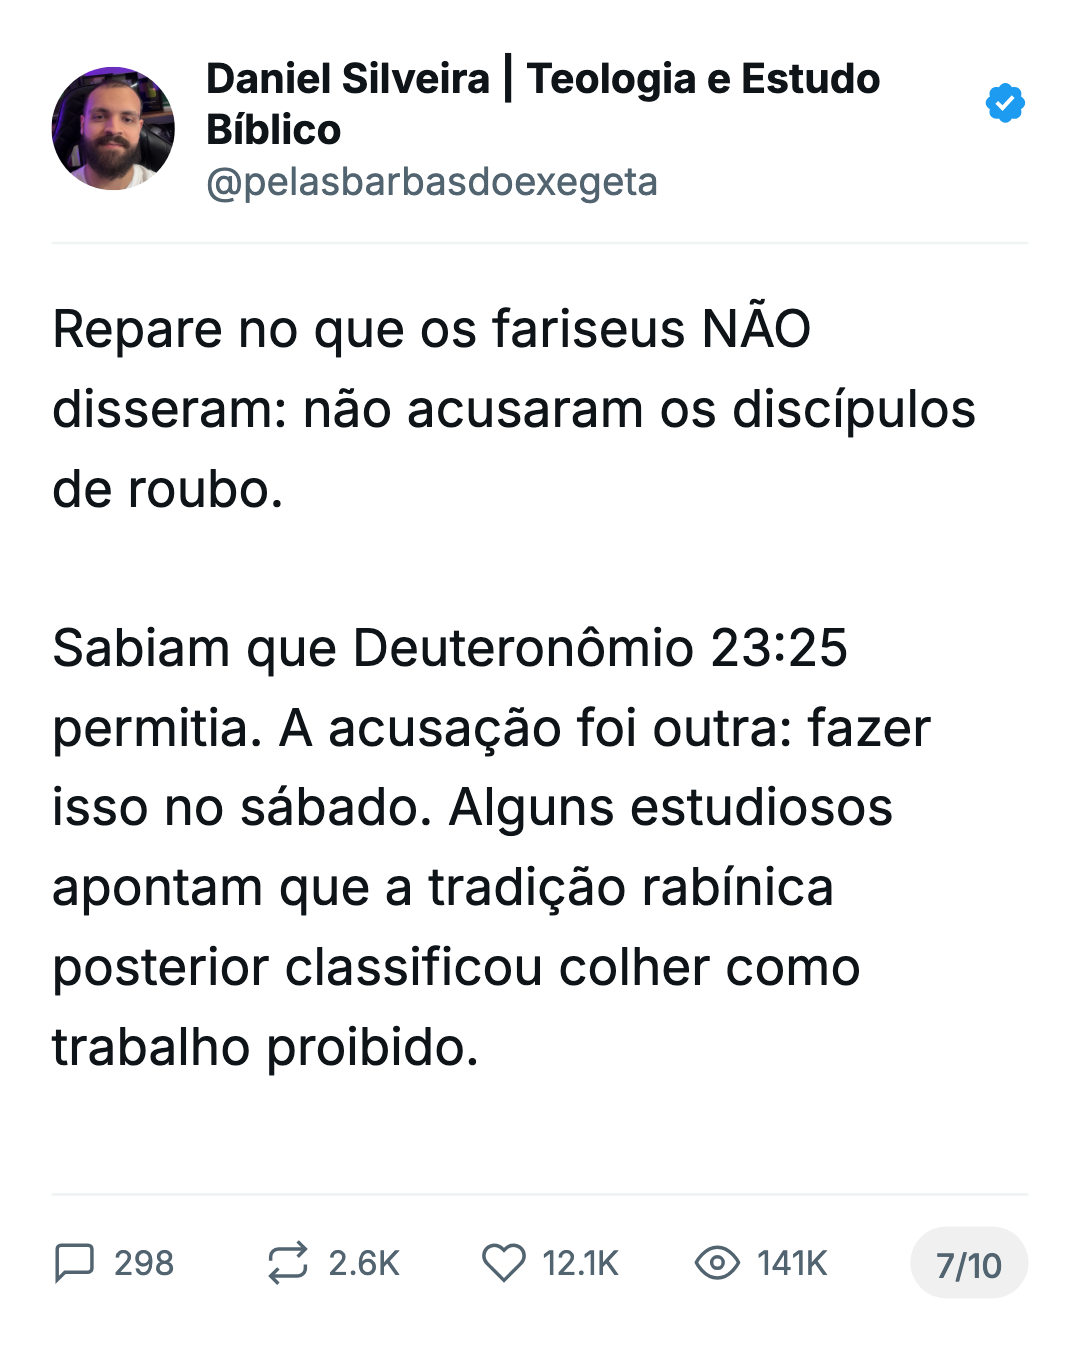 Daniel Silveira | Teologia e Estudo
Bíblico
@pelasbarbasdoexegeta
Repare no que os fariseus NÃO
disseram: não acusaram os discípulos
de roubo.
Sabiam que Deuteronômio 23:25
permitia. A acusação foi outra: fazer
isso no sábado. Alguns estudiosos
apontam que a tradição rabínica
posterior classificou colher como
trabalho proibido.
298 2.6K 12.1K 141K 7/10